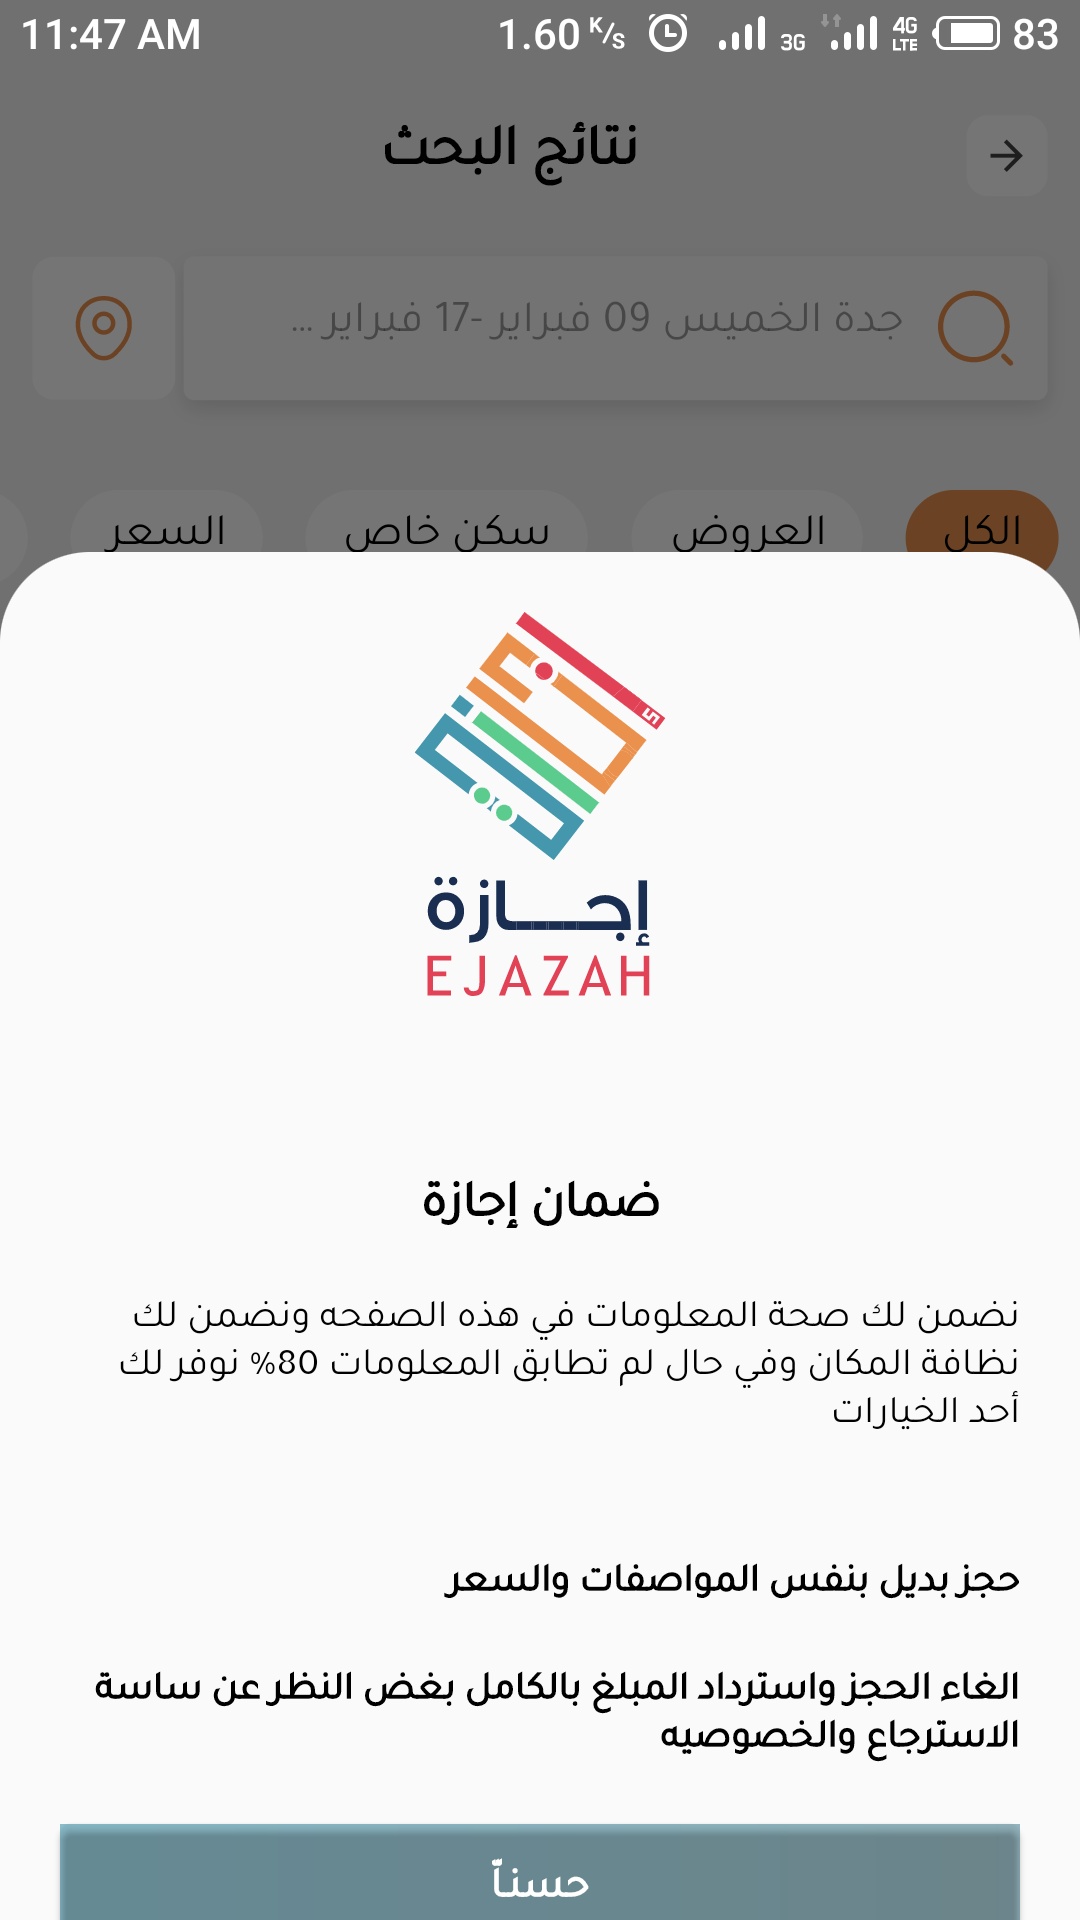 11:47 AM 1.60 K/s 3G 4G LTE 83
نتائج البحث
جدة الخميس 09 فبراير -17 فبراير ...
الكل العروض سكن خاص السعر
إجـــازة
EJAZAH
ضمان إجازة
نضمن لك صحة المعلومات في هذه الصفحه ونضمن لك
نظافة المكان وفي حال لم تطابق المعلومات 80% نوفر لك
أحد الخيارات
حجز بديل بنفس المواصفات والسعر
الغاء الحجز واسترداد المبلغ بالكامل بغض النظر عن ساسة
الاسترجاع والخصوصيه
حسناّ